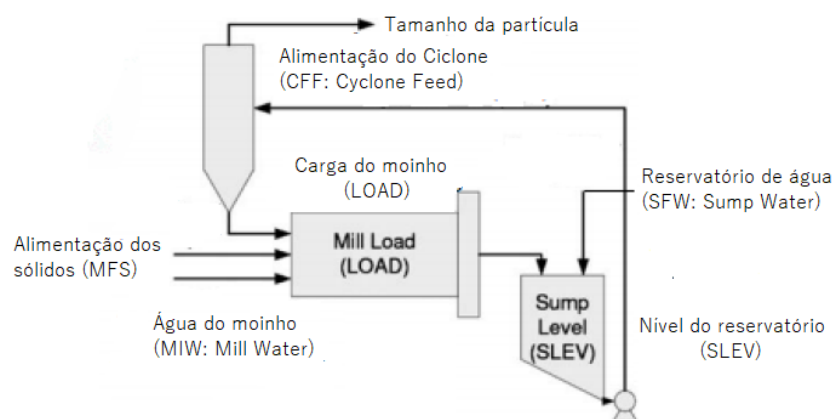 Tamanho da partícula
Alimentação do Ciclone
(CFF: Cyclone Feed)
Carga do moinho
(LOAD)
Reservatório de água
(SFW: Sump Water)
Alimentação dos
sólidos (MFS)
Mill Load
(LOAD)
Água do moinho
(MIW: Mill Water)
Sump
Level
(SLEV)
Nível do reservatório
(SLEV)